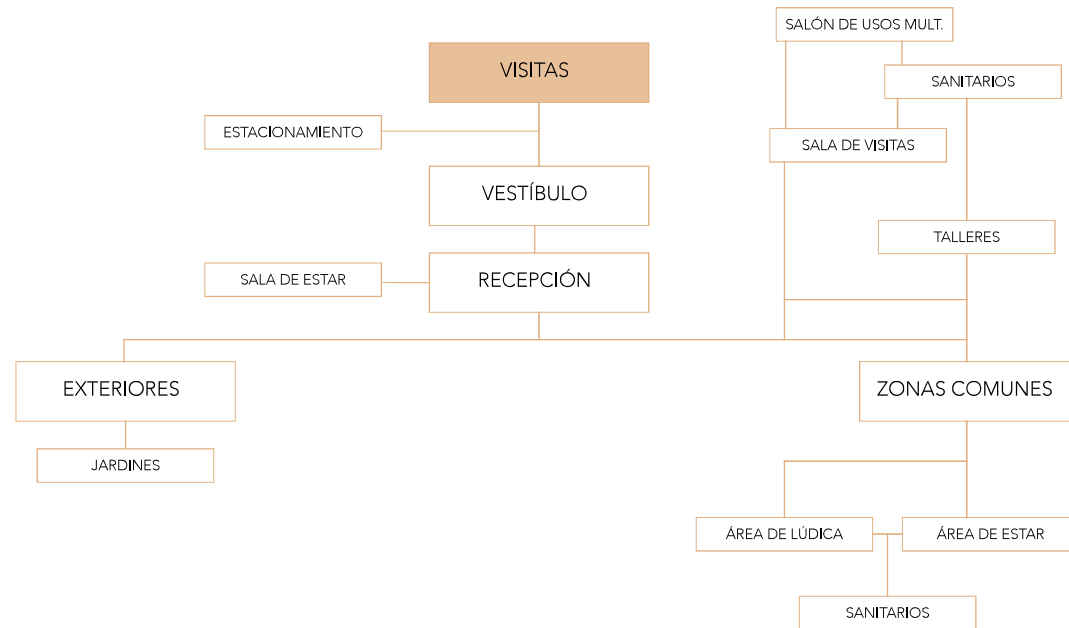 SALÓN DE USOS MULT.
VISITAS
SANITARIOS
ESTACIONAMIENTO
SALA DE VISITAS
VESTÍBULO
TALLERES
SALA DE ESTAR
RECEPCIÓN
EXTERIORES
ZONAS COMUNES
JARDINES
ÁREA DE LÚDICA
ÁREA DE ESTAR
SANITARIOS